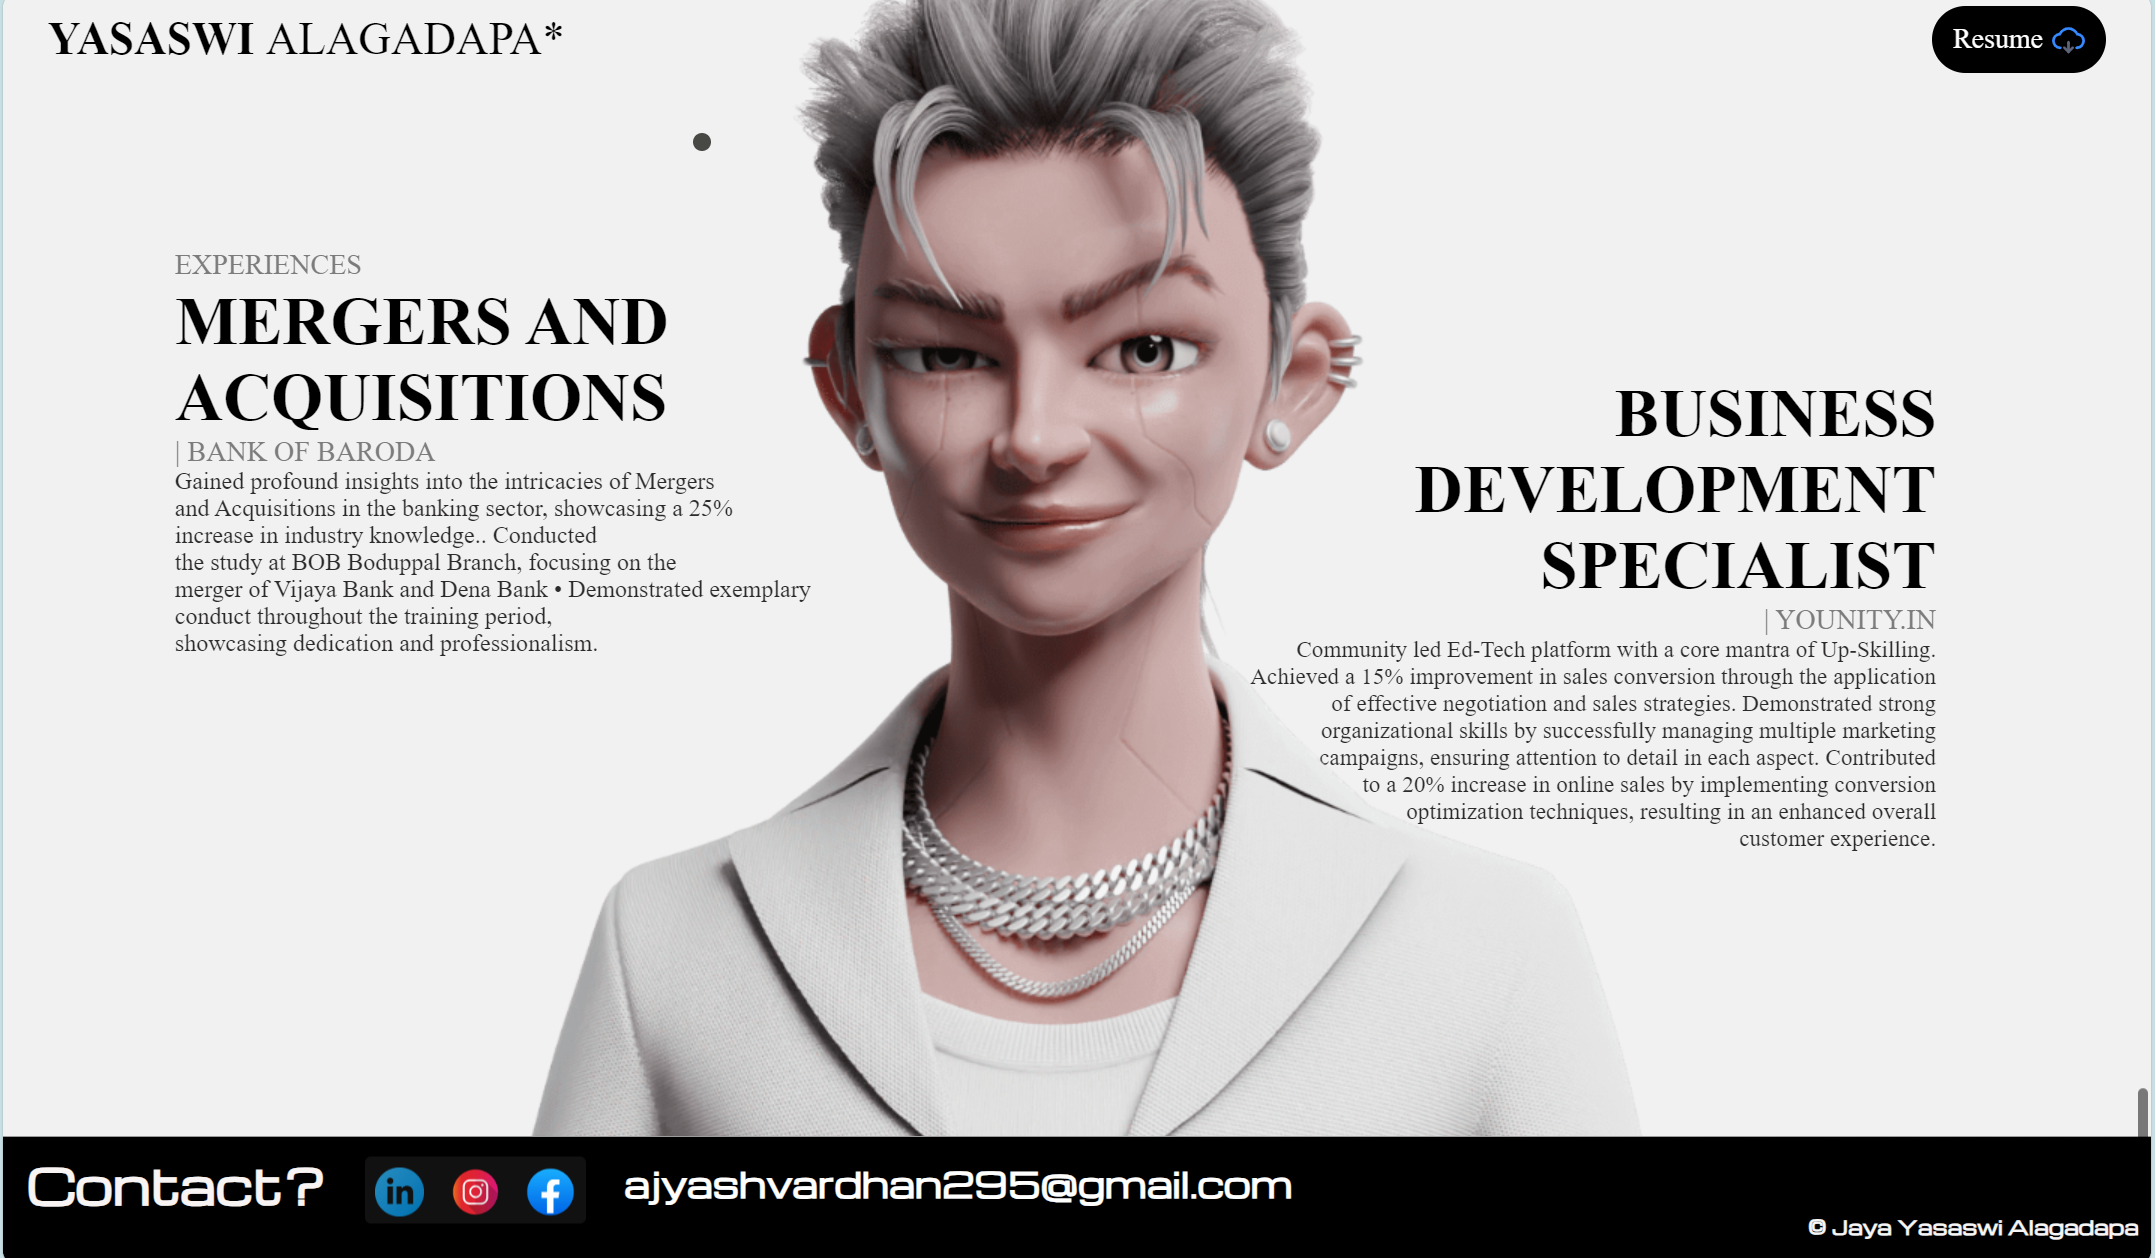 YASASWI ALAGADAPA*
Resume
EXPERIENCES
MERGERS AND
ACQUISITIONS
| BANK OF BARODA
Gained profound insights into the intricacies of Mergers
and Acquisitions in the banking sector, showcasing a 25%
increase in industry knowledge.. Conducted
the study at BOB Boduppal Branch, focusing on the
merger of Vijaya Bank and Dena Bank • Demonstrated exemplary
conduct throughout the training period,
showcasing dedication and professionalism.
BUSINESS
DEVELOPMENT
SPECIALIST
| YOUNITY.IN
Community led Ed-Tech platform with a core mantra of Up-Skilling.
Achieved a 15% improvement in sales conversion through the application
of effective negotiation and sales strategies. Demonstrated strong
organizational skills by successfully managing multiple marketing
campaigns, ensuring attention to detail in each aspect. Contributed
to a 20% increase in online sales by implementing conversion
optimization techniques, resulting in an enhanced overall
customer experience.
Contact?
in
f
ajyashvardhan295@gmail.com
© Jaya Yasaswi Alagadapa